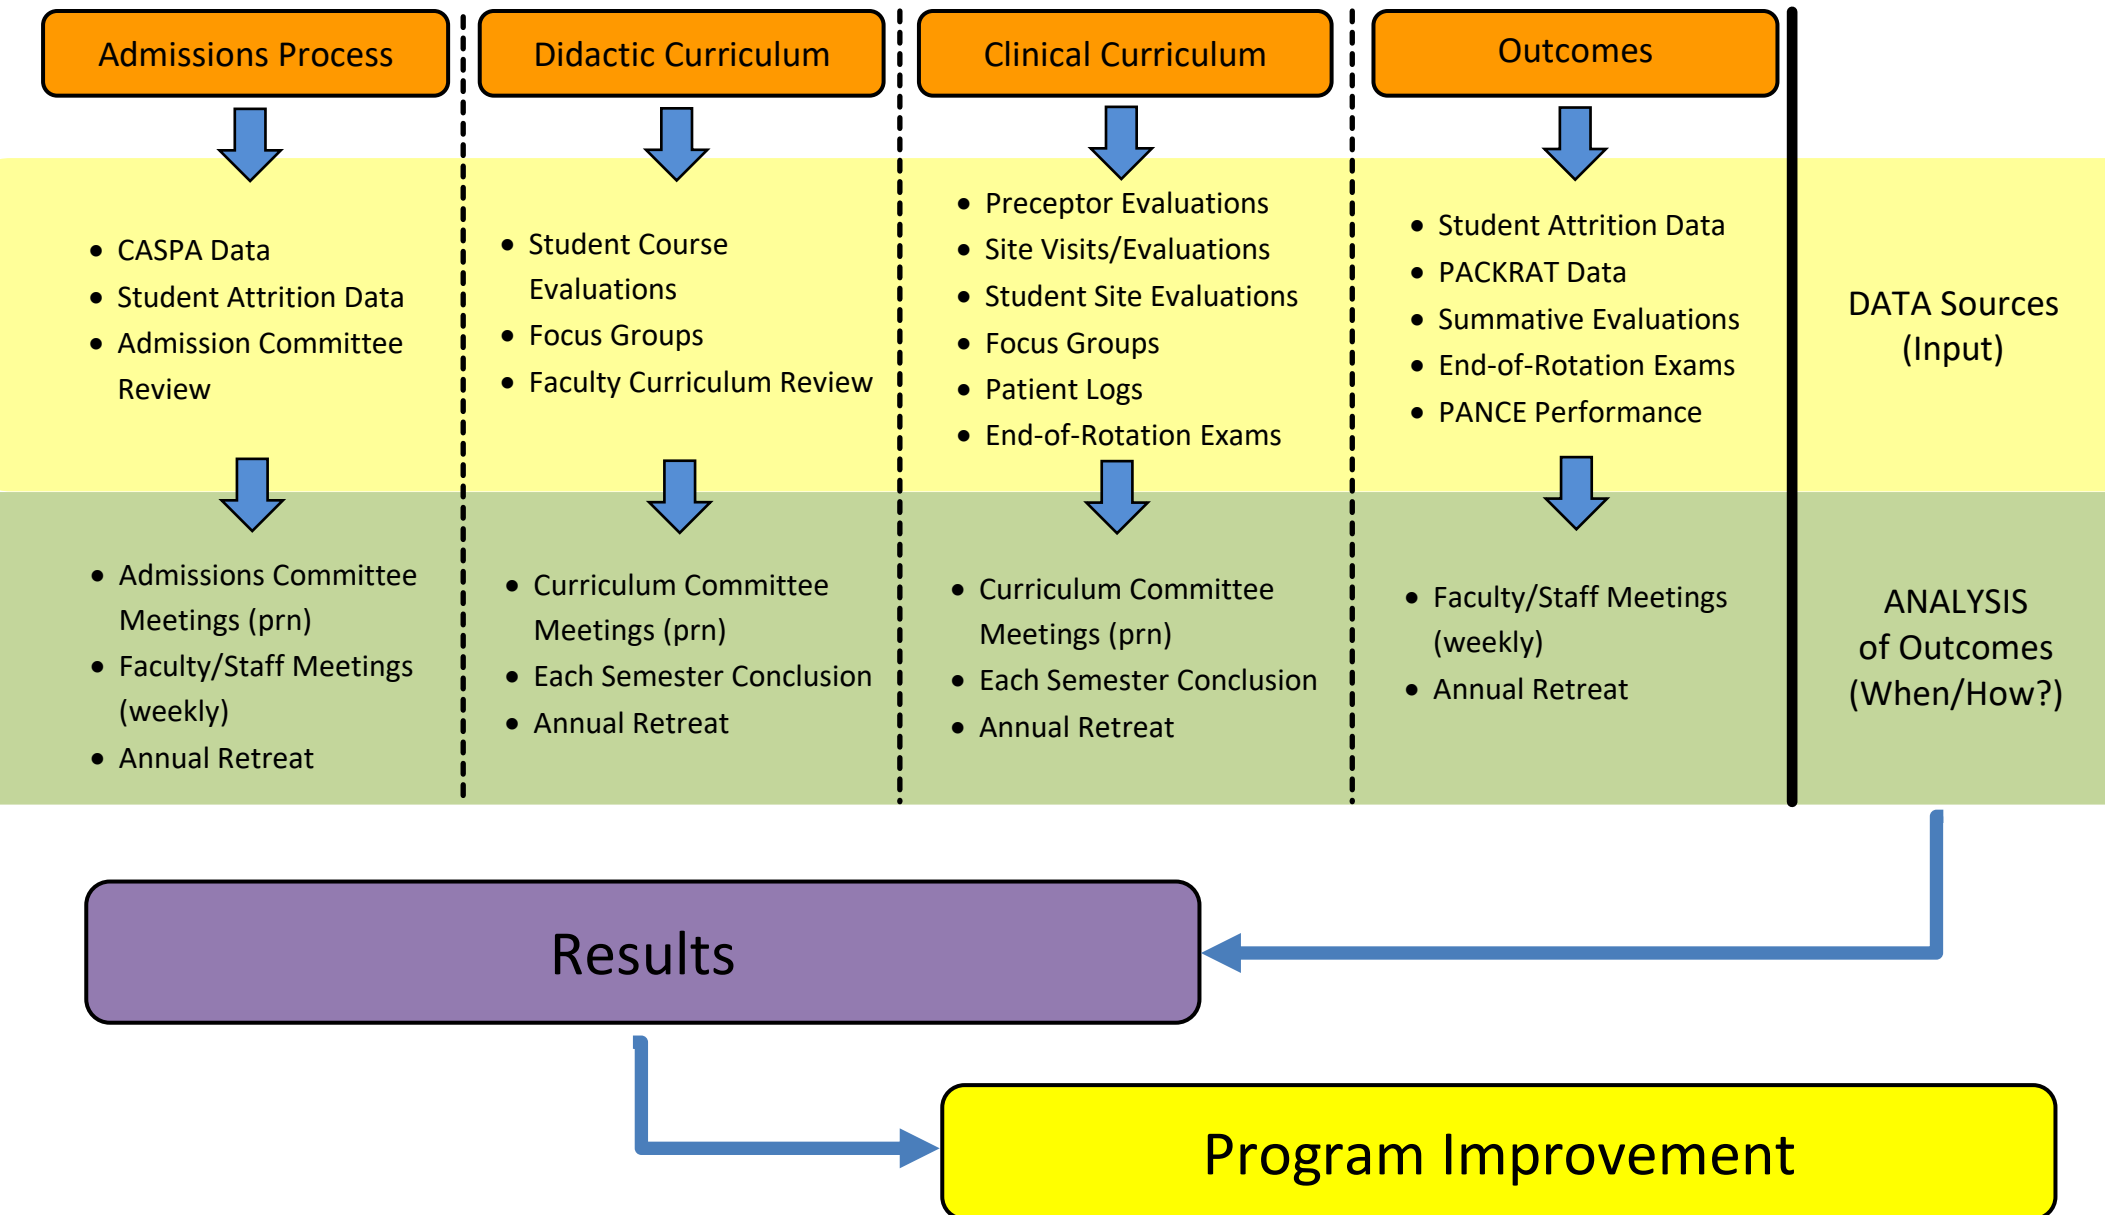 Admissions Process
Didactic Curriculum
Clinical Curriculum
Outcomes
• CASPA Data
• Student Attrition Data
• Admission Committee
Review
• Student Course
Evaluations
• Focus Groups
• Faculty Curriculum Review
• Preceptor Evaluations
• Site Visits/Evaluations
• Student Site Evaluations
• Focus Groups
• Patient Logs
• End-of-Rotation Exams
• Student Attrition Data
• PACKRAT Data
• Summative Evaluations
• End-of-Rotation Exams
• PANCE Performance
DATA Sources
(Input)
• Admissions Committee
Meetings (prn)
• Faculty/Staff Meetings
(weekly)
• Annual Retreat
• Curriculum Committee
Meetings (prn)
• Each Semester Conclusion
• Annual Retreat
• Curriculum Committee
Meetings (prn)
• Each Semester Conclusion
• Annual Retreat
• Faculty/Staff Meetings
(weekly)
• Annual Retreat
ANALYSIS
of Outcomes
(When/How?)
Results
Program Improvement